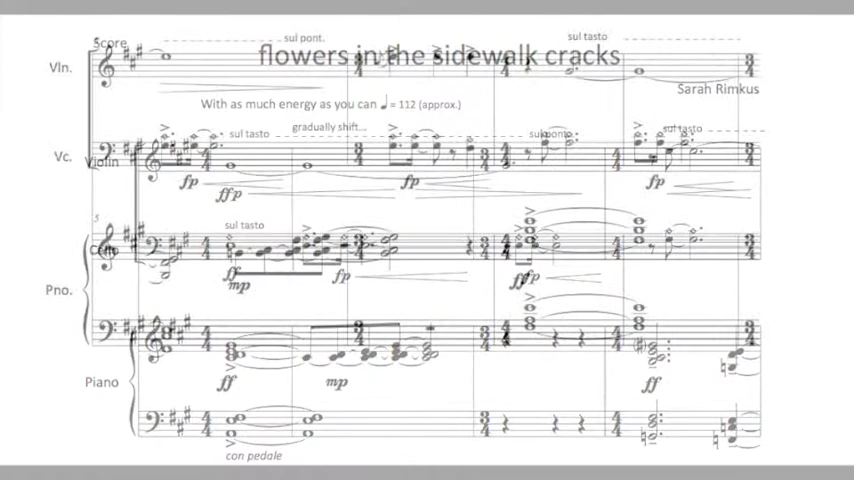 Score
sul pont.
sul tasto
flowers in the sidewalk cracks
Vln.
Sarah Rimkus
With as much energy as you can ♩ = 112 (approx.)
sul tasto
gradually shift...
sul pont.
sul tasto
Vc.
Violin
fp
fp
fp
ffp
5
sul tasto
Cello
ff
fp
mp
Pno.
Piano
ff
mp
ff
con pedale